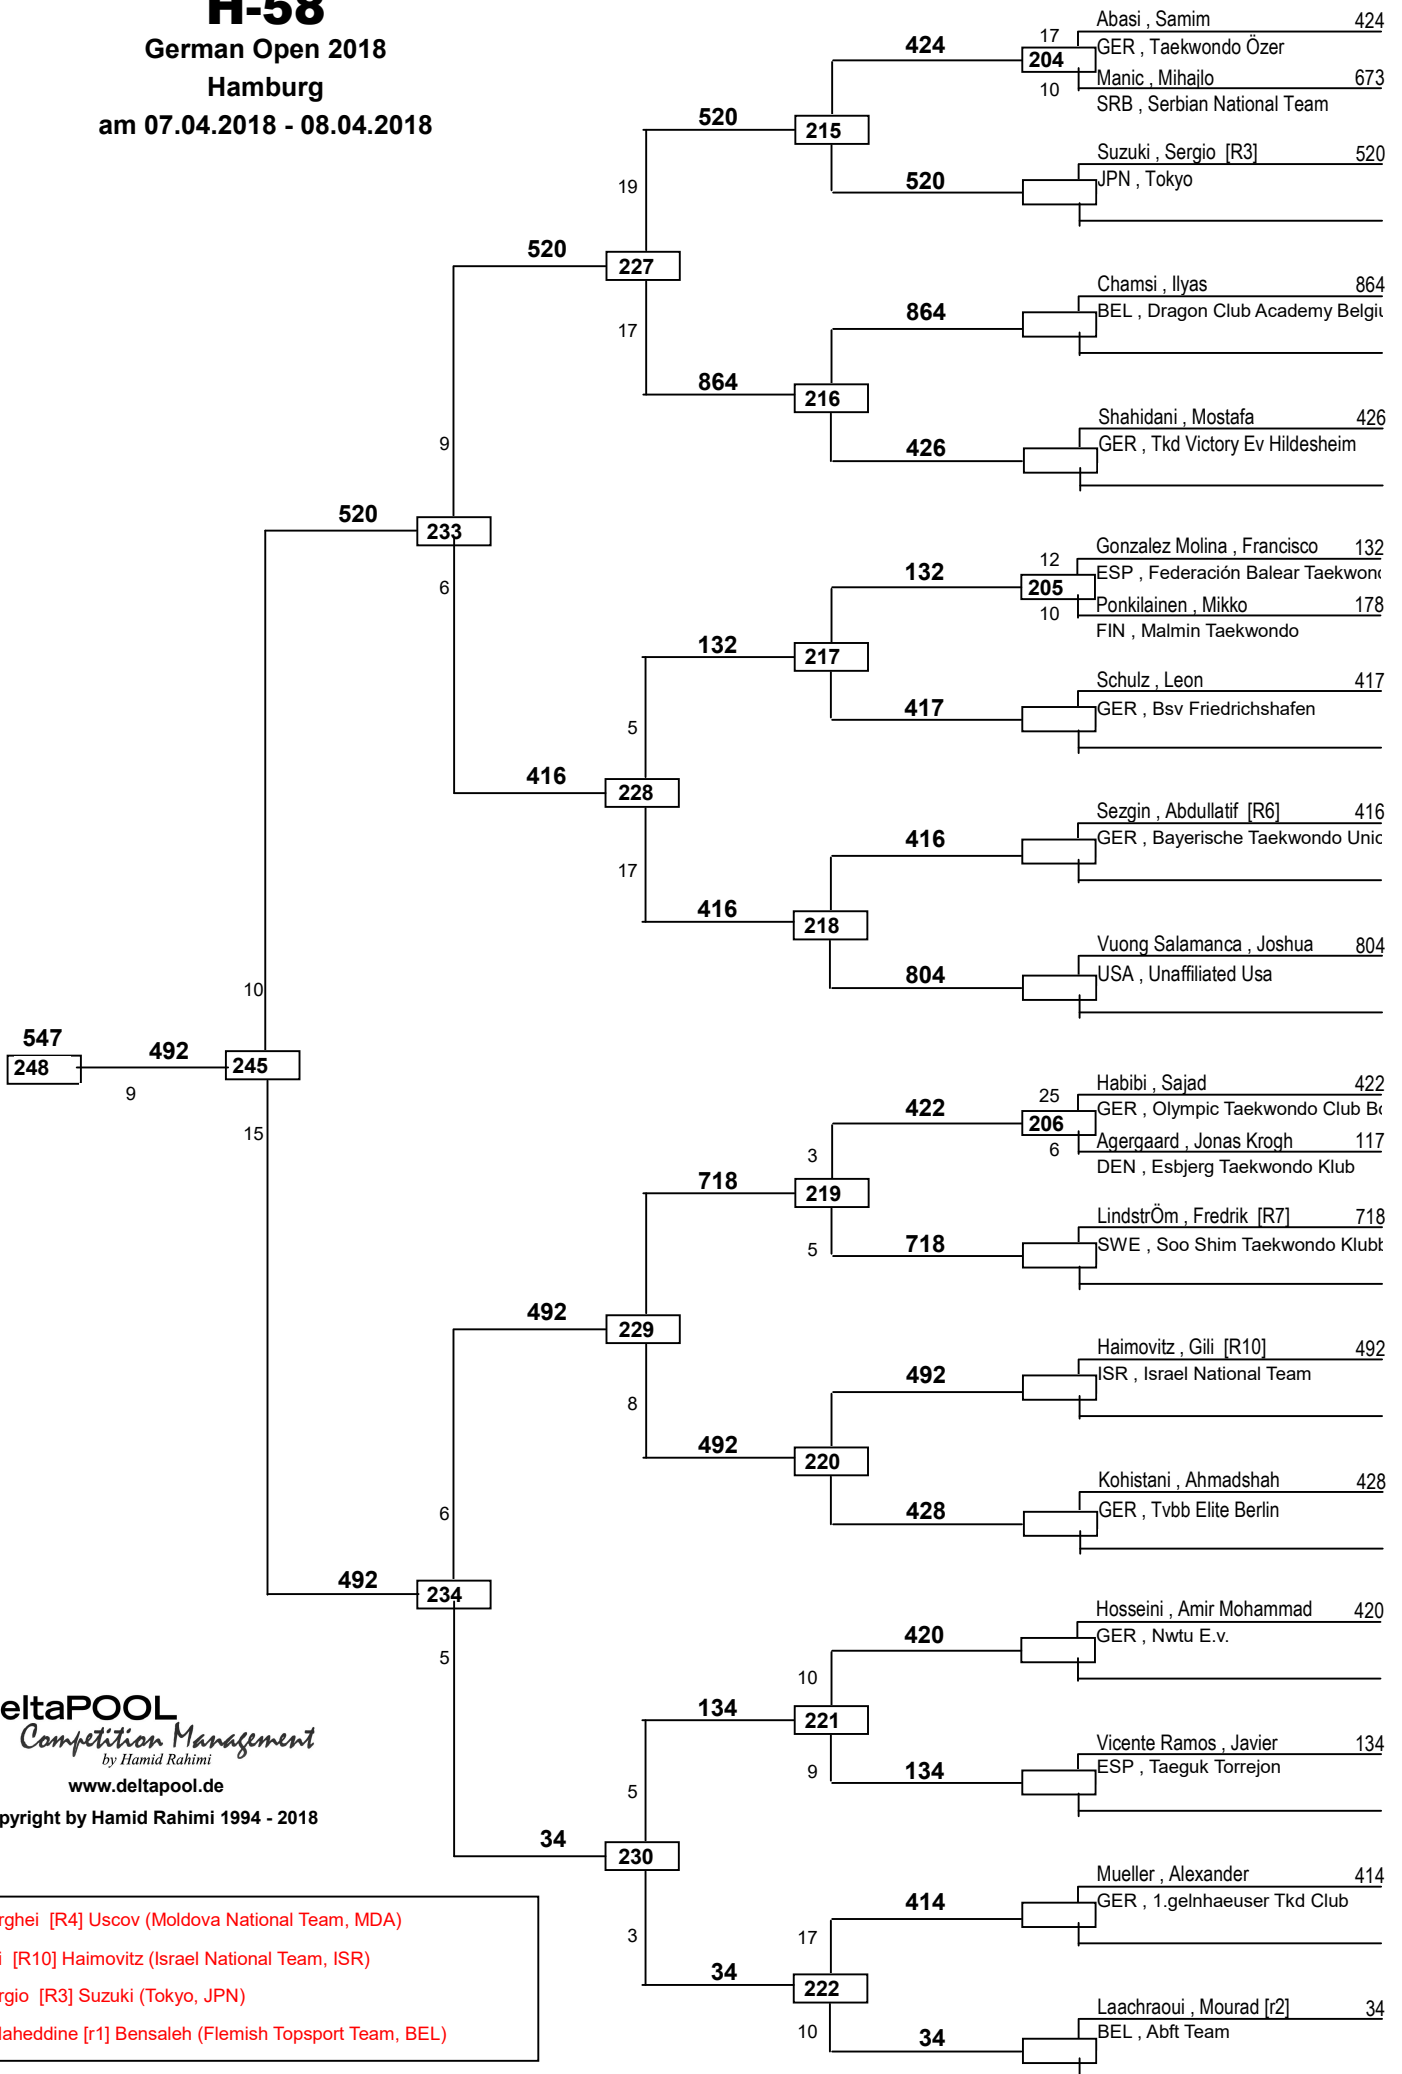 H-58
German Open 2018
Hamburg
am 07.04.2018 - 08.04.2018
Abasi , Samim 424
17
424
204
GER , Taekwondo Özer
10
Manic , Mihajlo 673
SRB , Serbian National Team
520
215
Suzuki , Sergio [R3] 520
520
JPN , Tokyo
19
520
227
Chamsi , Ilyas 864
864
BEL , Dragon Club Academy Belgiu
17
864
216
Shahidani , Mostafa 426
426
GER , Tkd Victory Ev Hildesheim
9
520
233
6
Gonzalez Molina , Francisco 132
12
132
205
ESP , Federación Balear Taekwond
10
Ponkilainen , Mikko 178
FIN , Malmin Taekwondo
132
217
Schulz , Leon 417
417
GER , Bsv Friedrichshafen
5
416
228
Sezgin , Abdullatif [R6] 416
416
GER , Bayerische Taekwondo Unio
17
416
218
Vuong Salamanca , Joshua 804
804
USA , Unaffiliated Usa
10
547
248
492
245
9
15
Habibi , Sajad 422
25
422
206
GER , Olympic Taekwondo Club Bo
6
Agergaard , Jonas Krogh 117
DEN , Esbjerg Taekwondo Klub
3
718
219
LindstrÖm , Fredrik [R7] 718
5
718
SWE , Soo Shim Taekwondo Klubb
492
229
Haimovitz , Gili [R10] 492
492
ISR , Israel National Team
8
492
220
Kohistani , Ahmadshah 428
428
GER , Tvbb Elite Berlin
6
492
234
5
Hosseini , Amir Mohammad 420
420
GER , Nwtu E.v.
10
134
221
Vicente Ramos , Javier 134
9
134
ESP , Taeguk Torrejon
5
34
230
Mueller , Alexander 414
414
GER , 1.gelnhaeuser Tkd Club
3
17
34
222
Laachraoui , Mourad [r2] 34
10
34
BEL , Abft Team
eltaPOOL
Competition Management
by Hamid Rahimi
www.deltapool.de
pyright by Hamid Rahimi 1994 - 2018
rghei [R4] Uscov (Moldova National Team, MDA)
i [R10] Haimovitz (Israel National Team, ISR)
rgio [R3] Suzuki (Tokyo, JPN)
laheddine [r1] Bensaleh (Flemish Topsport Team, BEL)